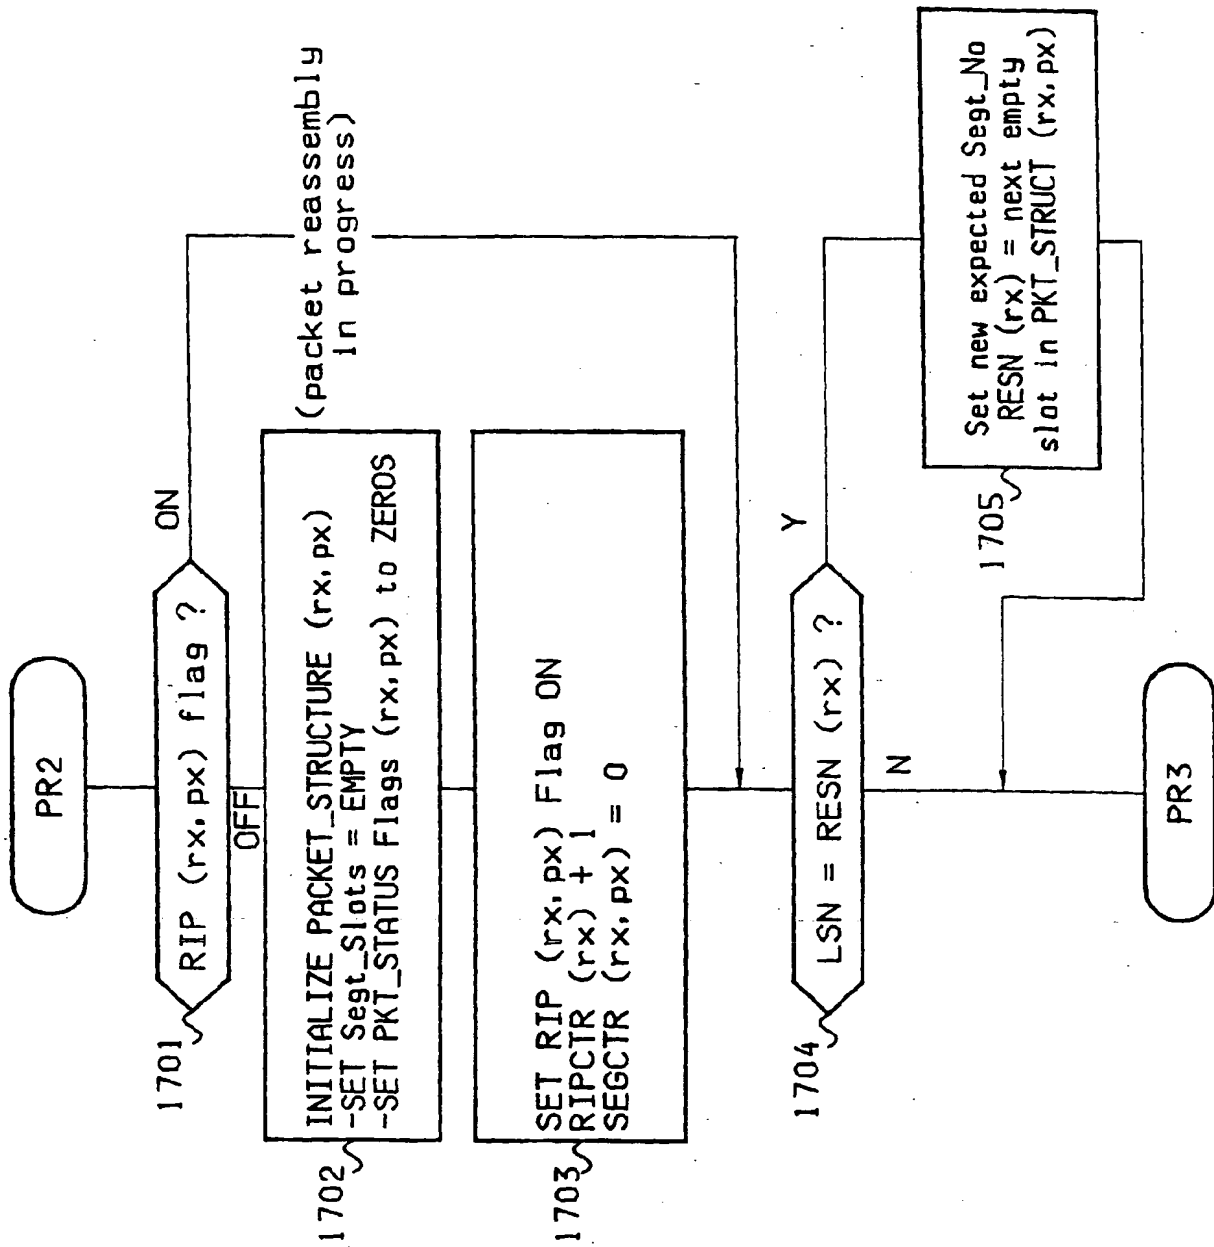 PR2
1701
RIP (rx,px) flag ?
ON
OFF
(packet reassembly
in progress)
1702
INITIALIZE PACKET_STRUCTURE (rx,px)
-SET Segt_Slots = EMPTY
-SET PKT_STATUS Flags (rx,px) to ZEROS
1703
SET RIP (rx,px) Flag ON
RIPCTR (rx) + 1
SEGCTR (rx,px) = 0
1704
LSN = RESN (rx) ?
Y
N
1705
Set new expected Segt_No
RESN (rx) = next empty
slot in PKT_STRUCT (rx,px)
PR3